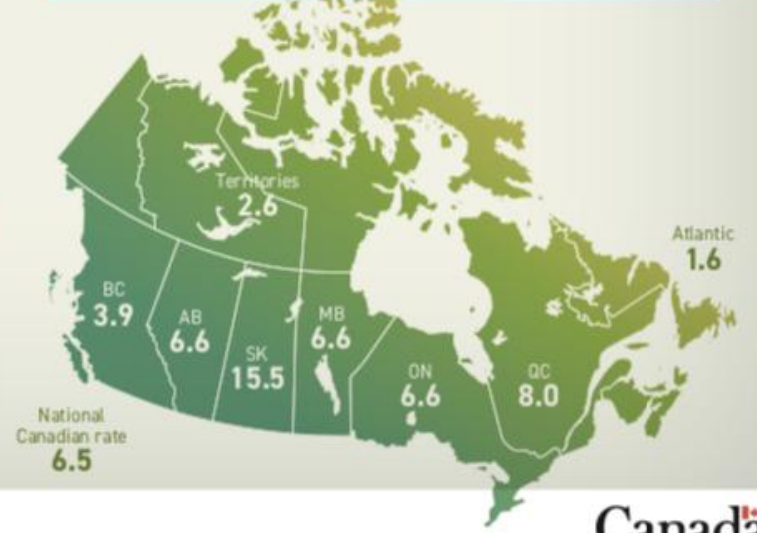 Territories
2.6
Atlantic
1.6
BC
3.9
AB
6.6
SK
15.5
MB
6.6
ON
6.6
QC
8.0
National
Canadian rate
6.5
Canada